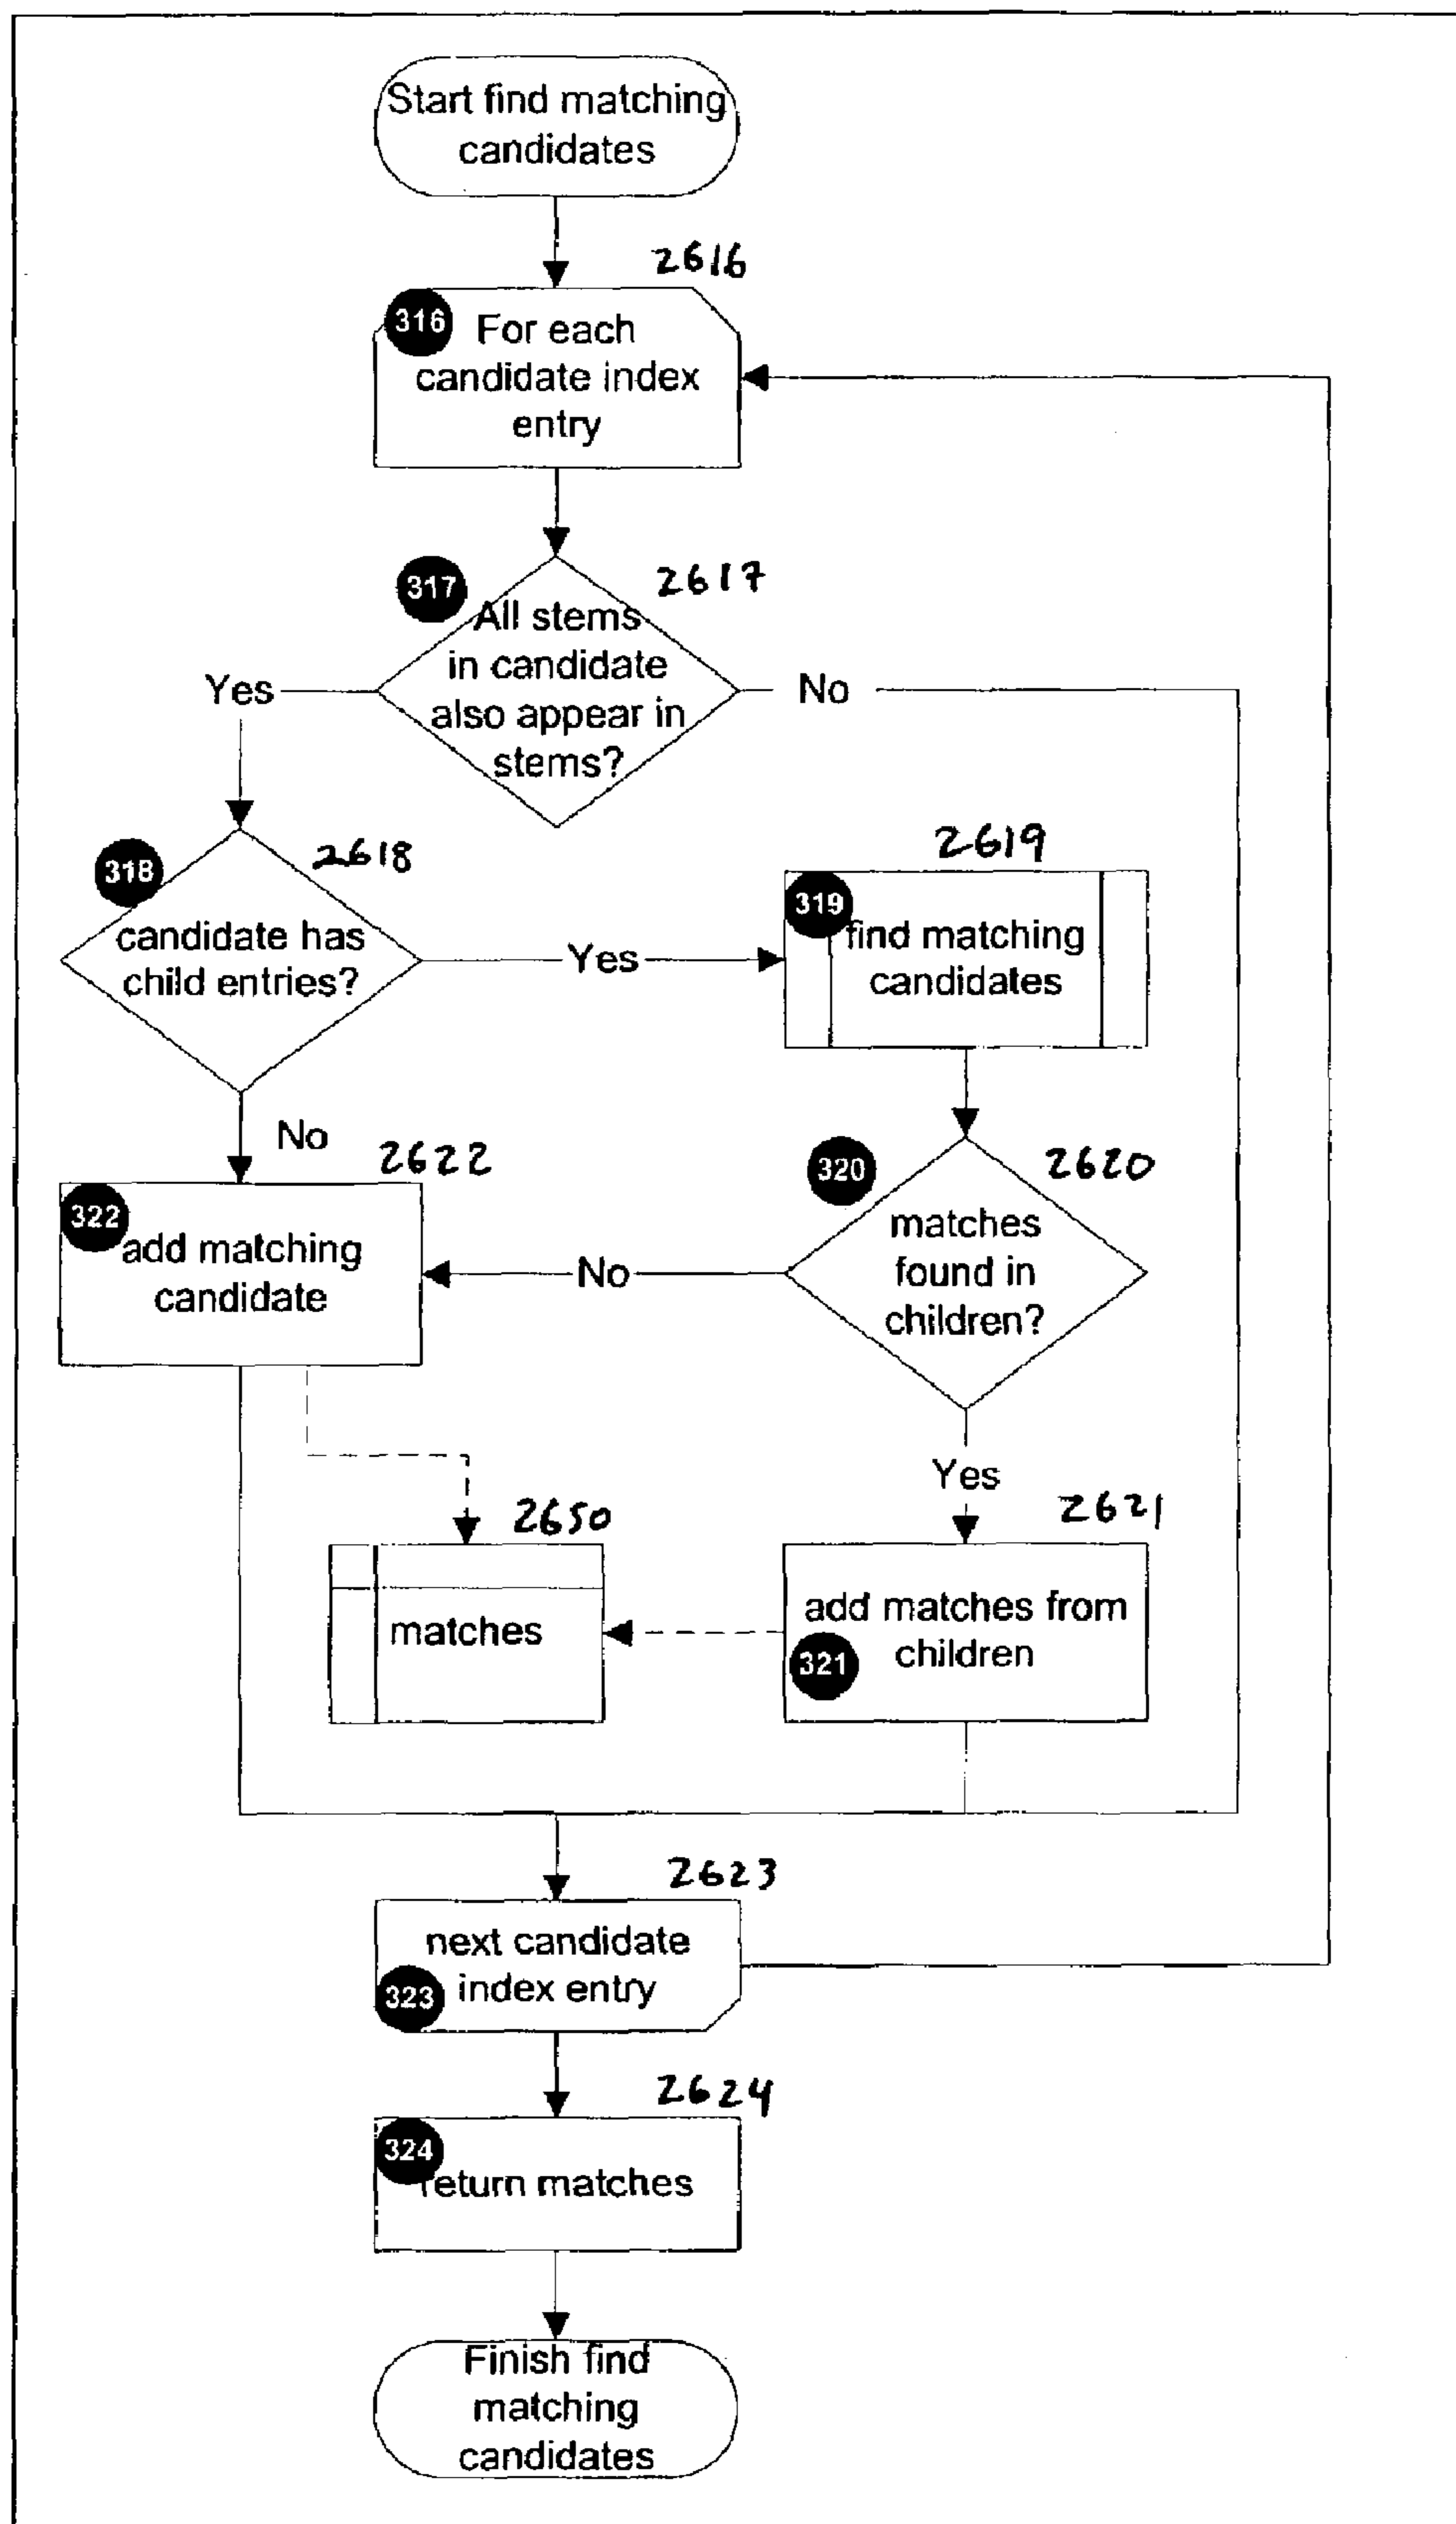 Start find matching
candidates
2616
316
For each
candidate index
entry
317
2617
All stems
in candidate
also appear in
stems?
Yes
No
318
2618
candidate has
child entries?
Yes
2619
319
find matching
candidates
No
2622
322
add matching
candidate
320
2620
matches
found in
children?
No
Yes
2650
matches
2621
add matches from
children
321
2623
next candidate
index entry
323
2624
324
return matches
Finish find
matching
candidates